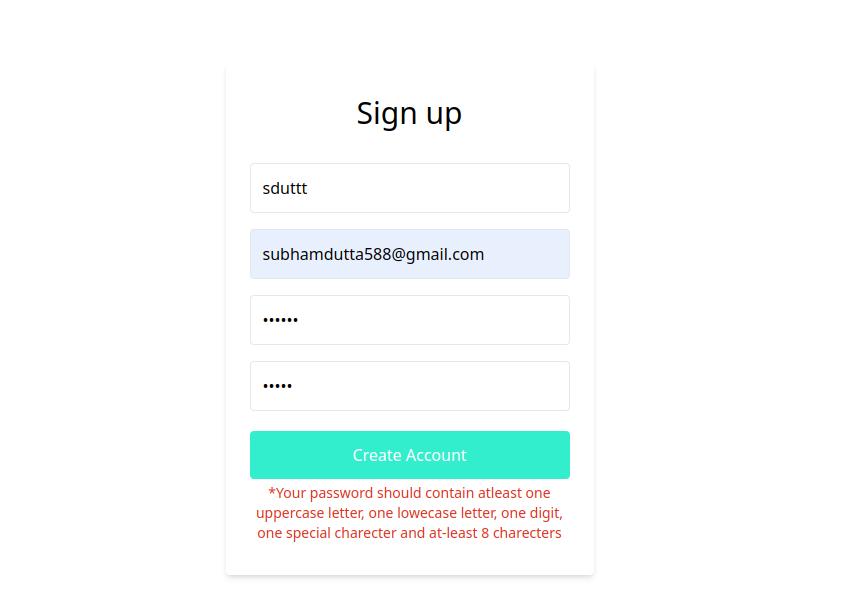 Sign up
sduttt
subhamdutta588@gmail.com
••••••
•••••
Create Account
*Your password should contain atleast one
uppercase letter, one lowecase letter, one digit,
one special charecter and at-least 8 charecters